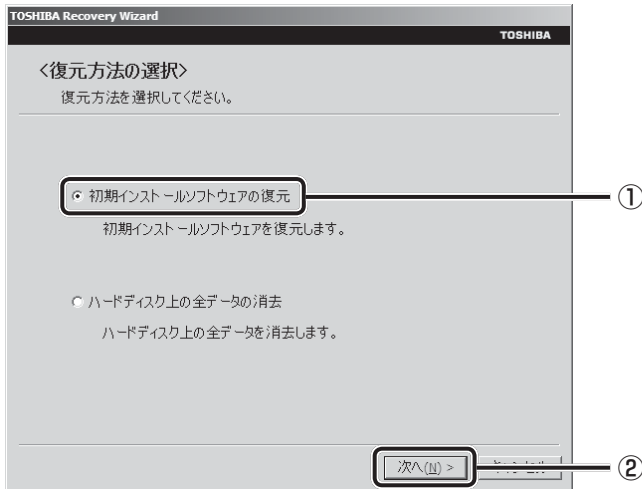 TOSHIBA Recovery Wizard
TOSHIBA
<復元方法の選択>
復元方法を選択してください。
初期インストールソフトウェアの復元
①
初期インストールソフトウェアを復元します。
ハードディスク上の全データの消去
ハードディスク上の全データを消去します。
次へ(N) >
②